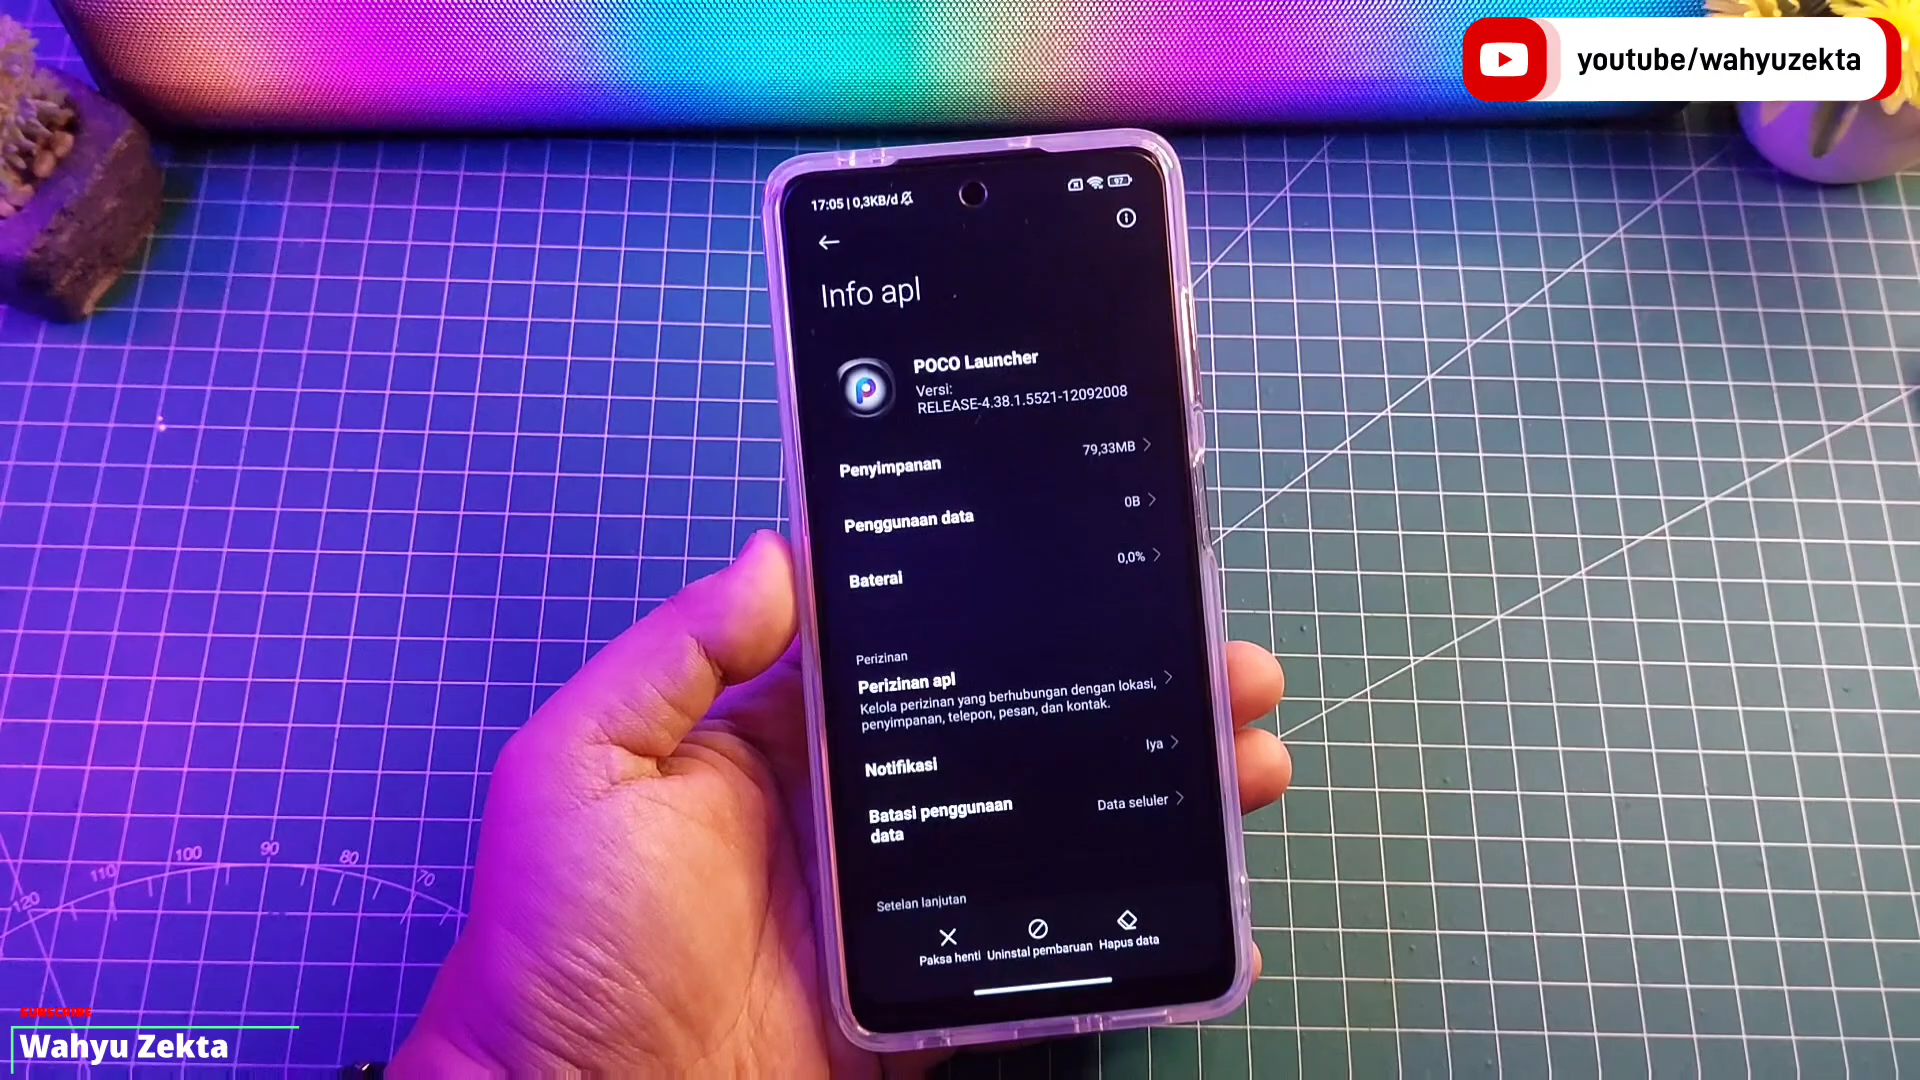 youtube/wahyuzekta
17:05 | 0,3KB/d
97
Info apl
POCO Launcher
Versi:
RELEASE-4.38.1.5521-12092008
Penyimpanan
79,33MB
Penggunaan data
0B
Baterai
0,0%
Perizinan
Perizinan apl
Kelola perizinan yang berhubungan dengan lokasi,
penyimpanan, telepon, pesan, dan kontak.
Notifikasi
Iya
Batasi penggunaan
data
Data seluler
Setelan lanjutan
Paksa henti
Uninstal pembaruan
Hapus data
120
110
100
90
80
70
SUBSCRIBE
Wahyu Zekta